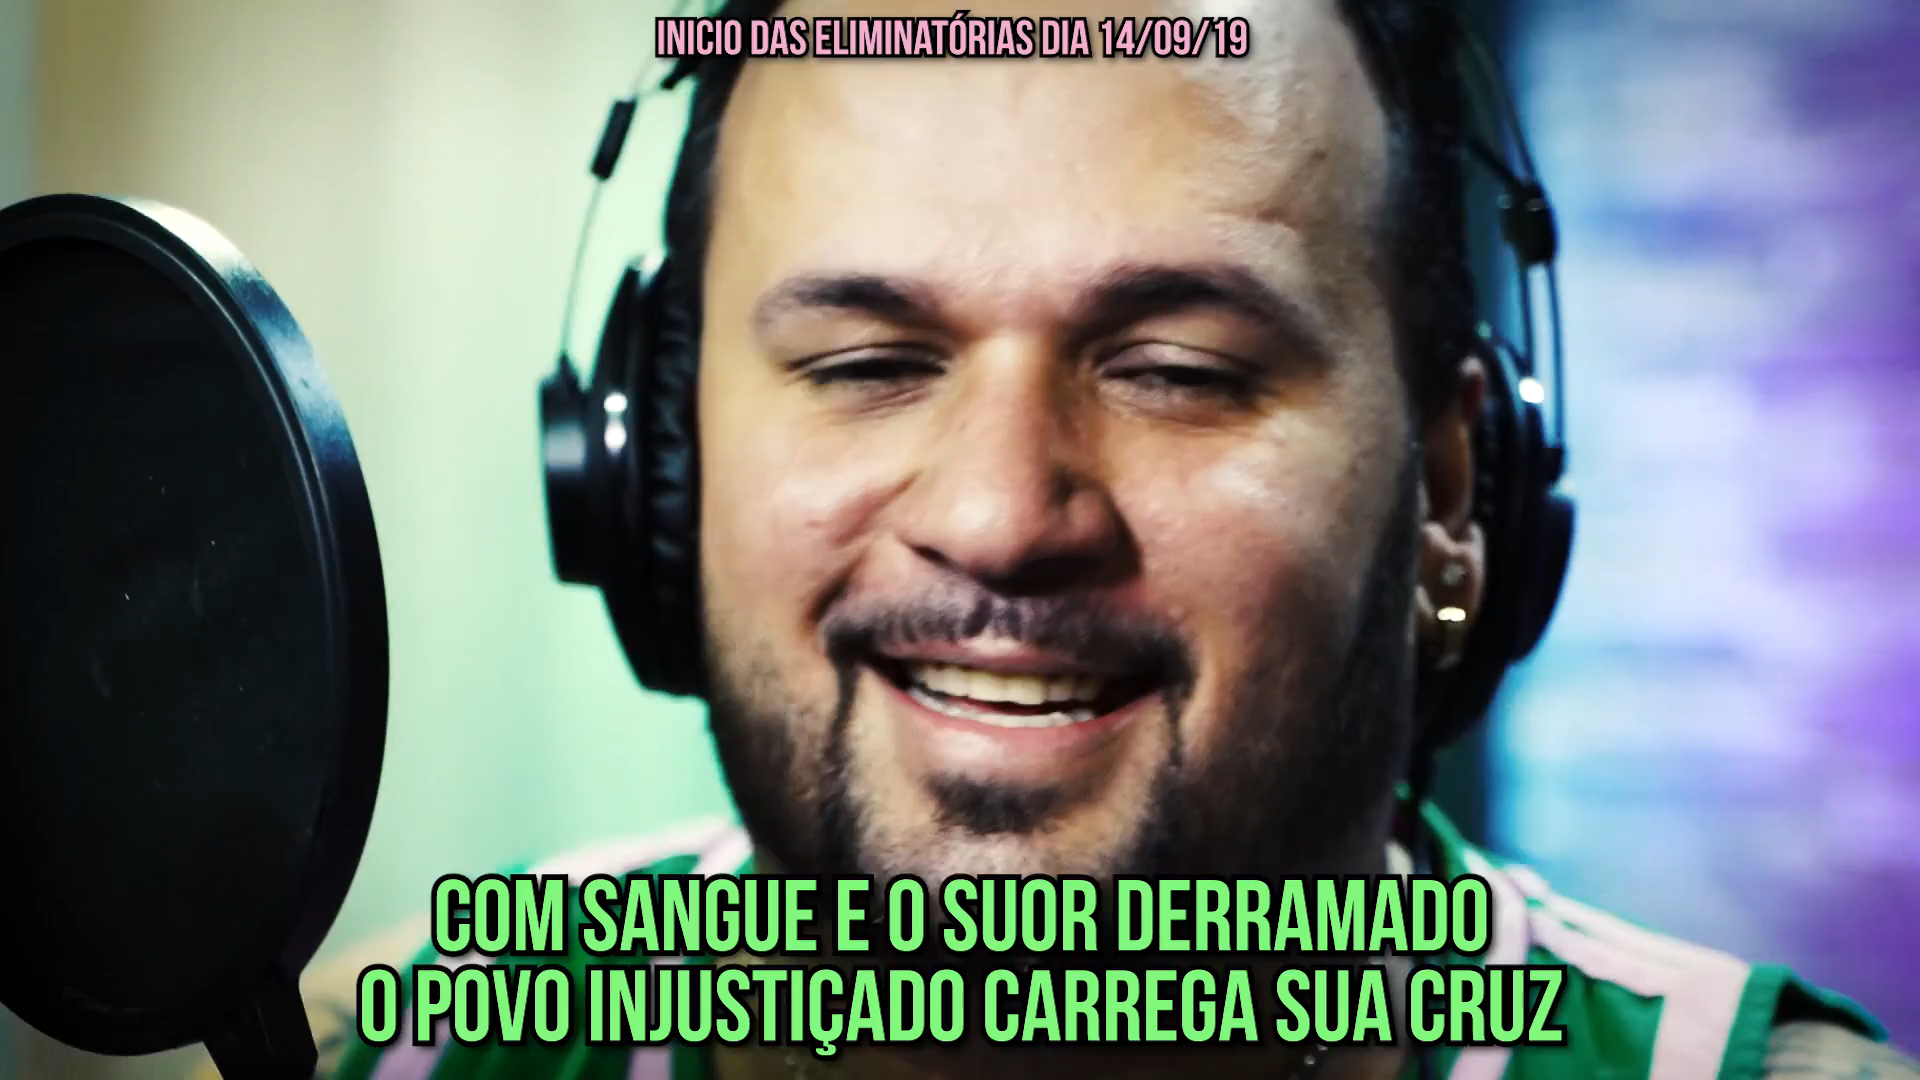 INICIO DAS ELIMINATÓRIAS DIA 14/09/19
COM SANGUE E O SUOR DERRAMADO
O POVO INJUSTIÇADO CARREGA SUA CRUZ